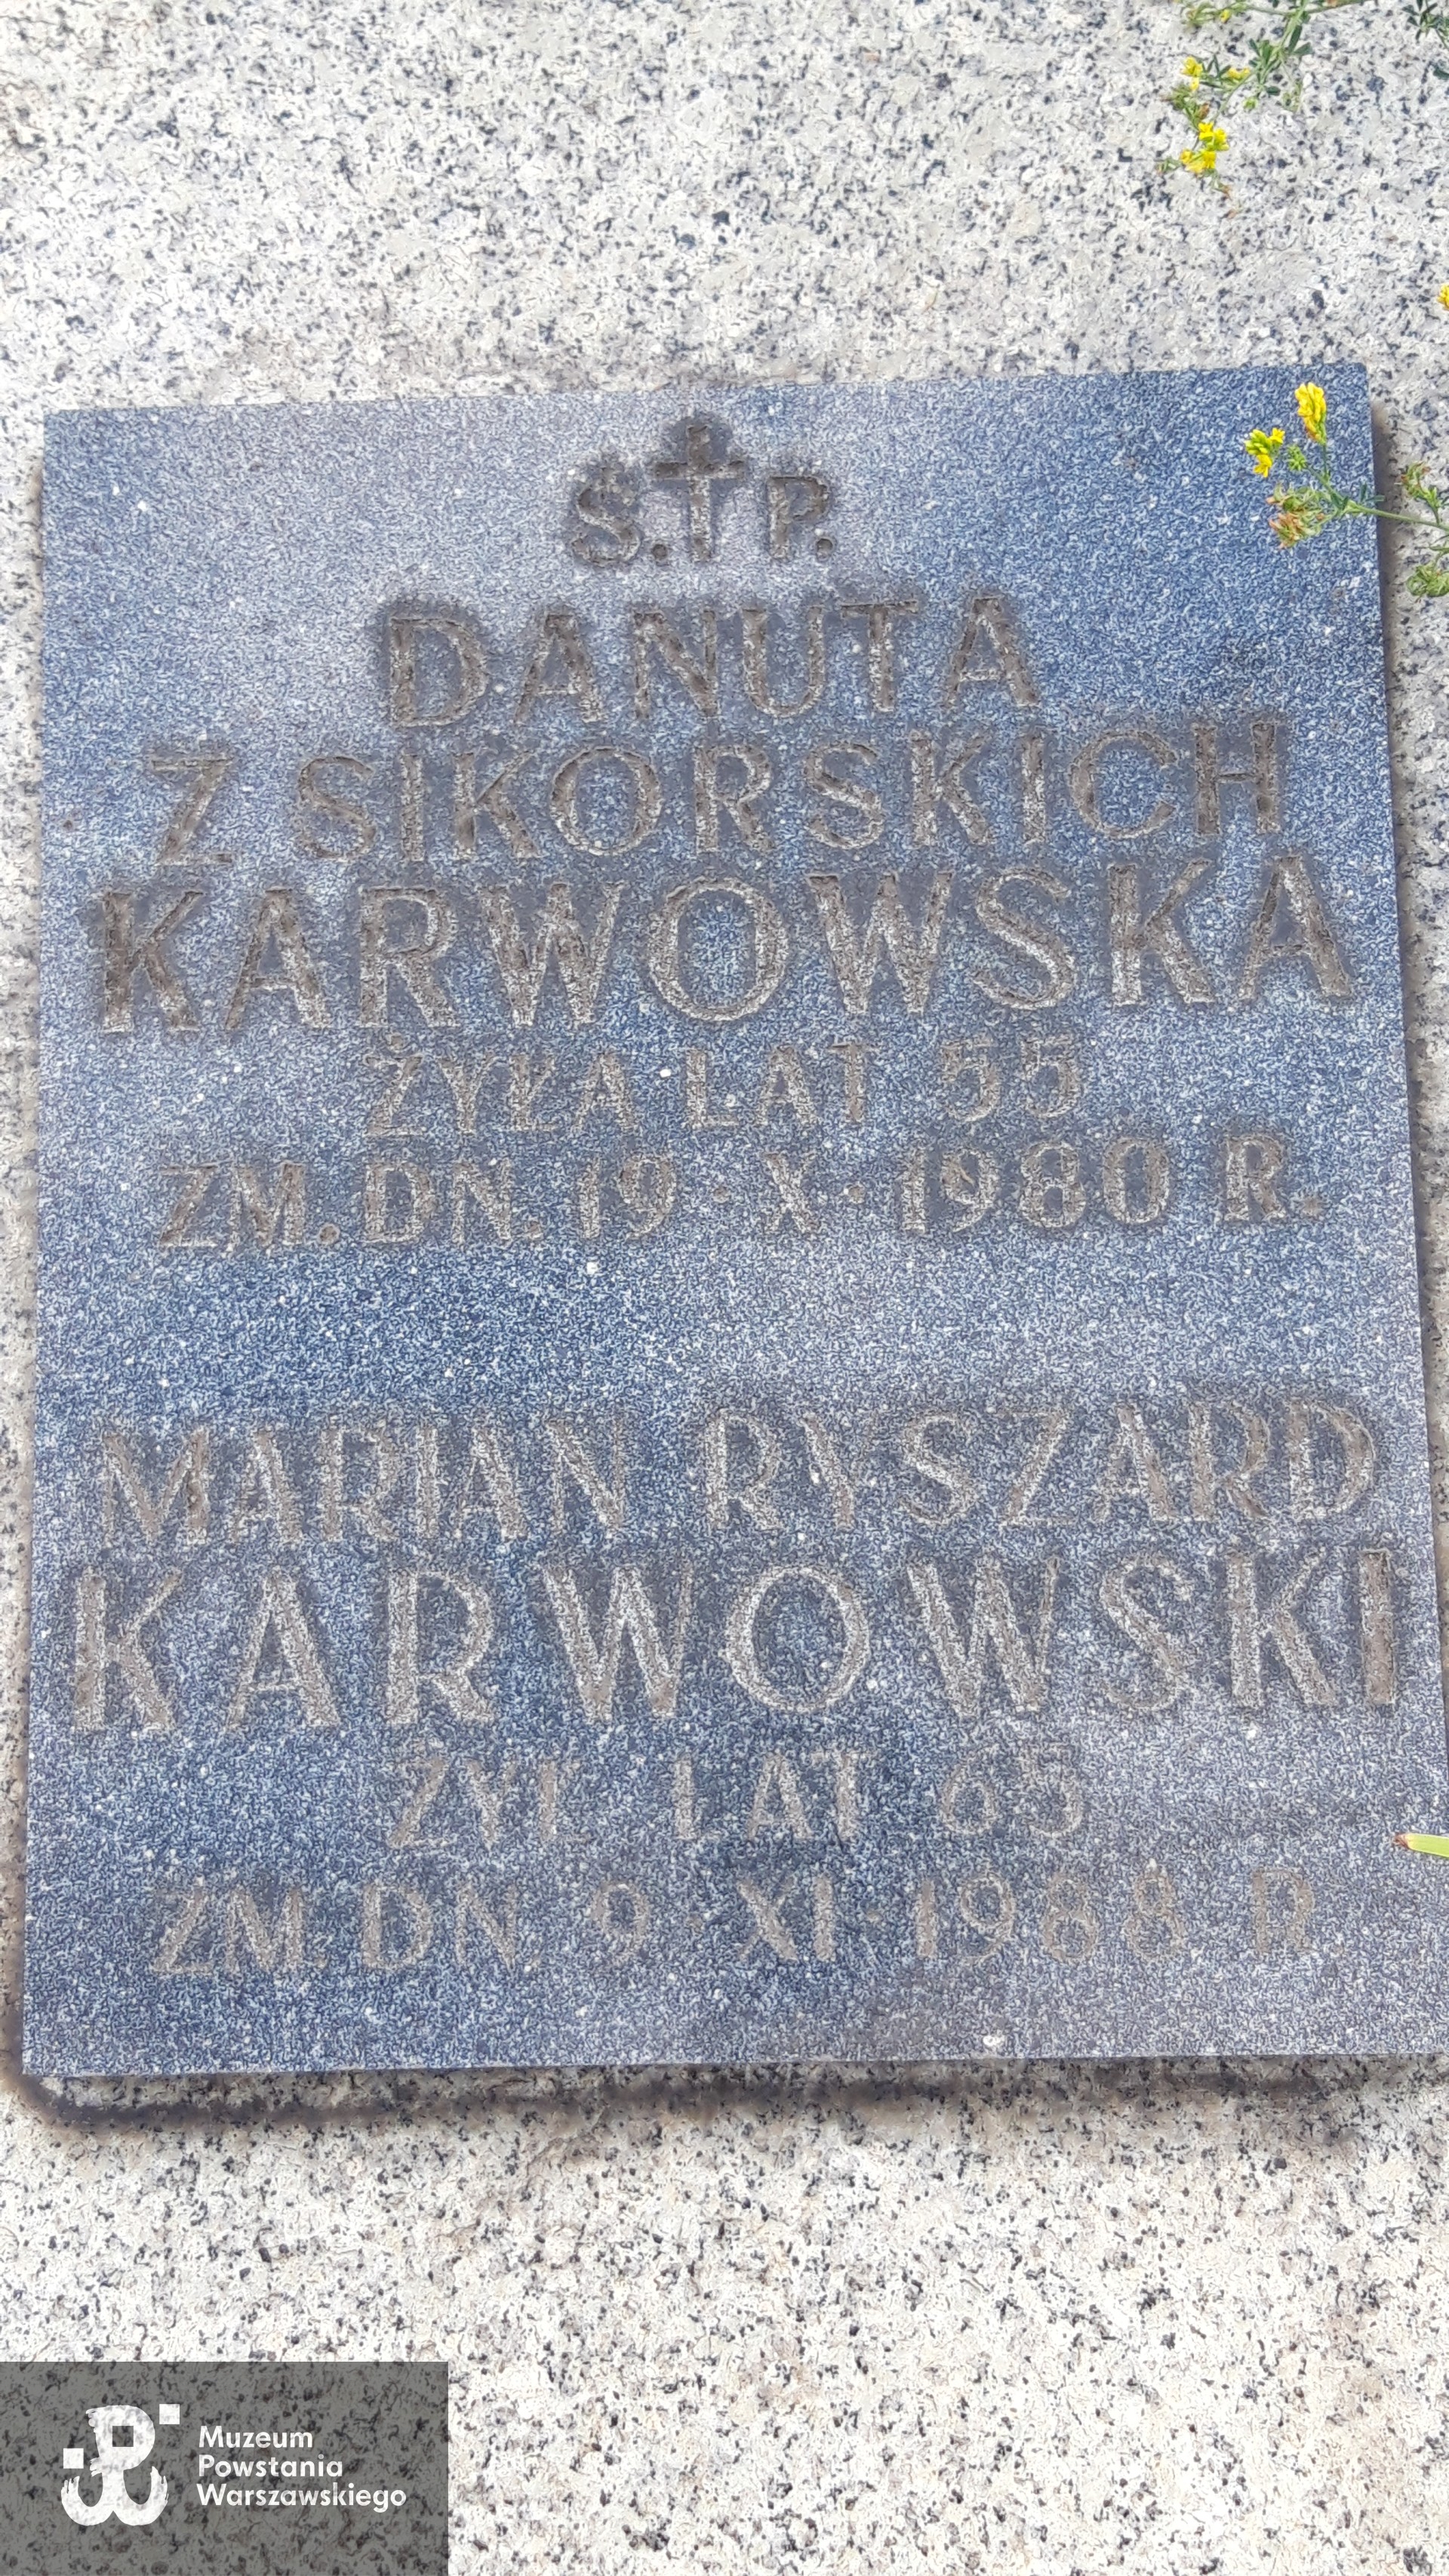 Ś.†P.
DANUTA
Z SIKORSKICH
KARWOWSKA
ŻYŁA LAT 55
ZM. DN. 19 · X · 1980 R.
MARIAN RYSZARD
KARWOWSKI
ŻYŁ LAT 65
ZM. DN. 9 XI · 1988 R.
Muzeum
Powstania
Warszawskiego